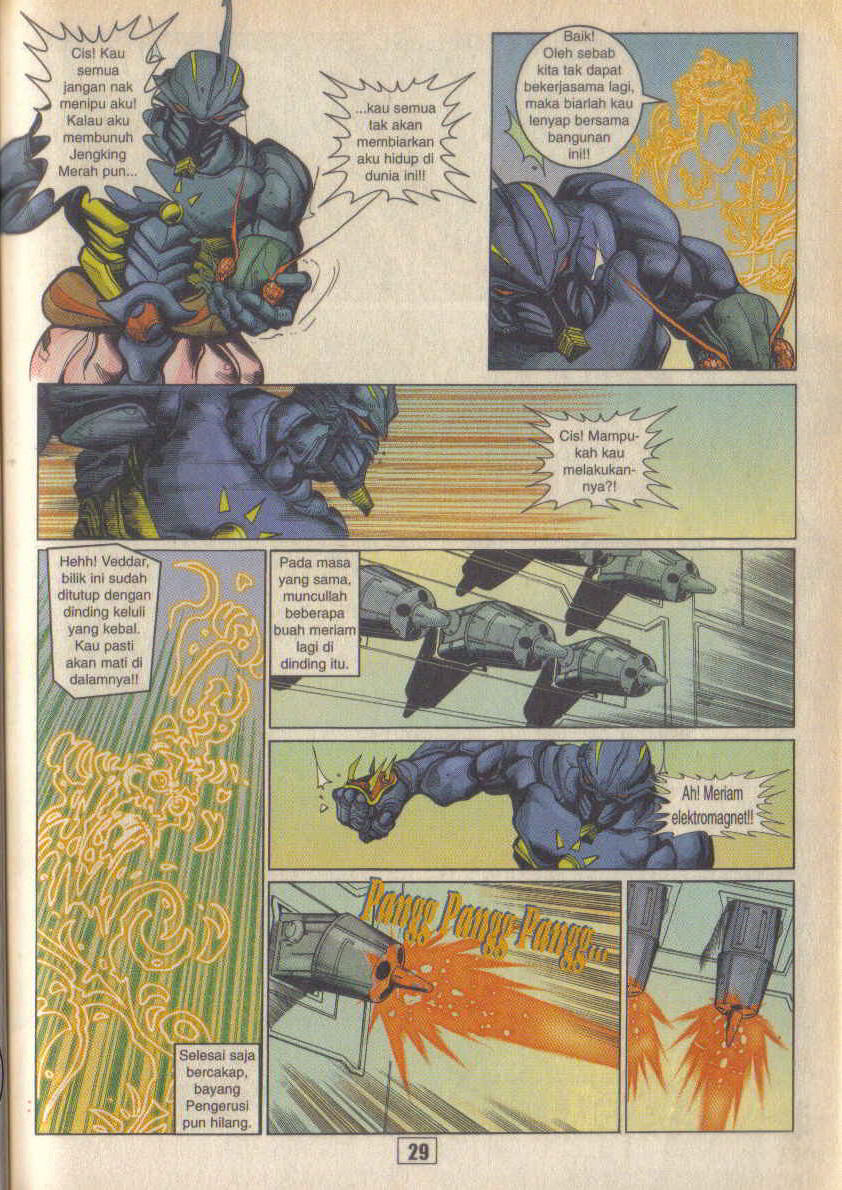 Cis! Kau
semua
jangan nak
menipu aku!
Kalau aku
membunuh
Jengking
Merah pun...
...kau semua
tak akan
membiarkan
aku hidup di
dunia ini!!
Baik!
Oleh sebab
kita tak dapat
bekerjasama lagi,
maka biarlah kau
lenyap bersama
bangunan
ini!!
Cis! Mampu-
kah kau
melakukan-
nya?!
Hehh! Veddar,
bilik ini sudah
ditutup dengan
dinding keluli
yang kebal.
Kau pasti
akan mati di
dalamnya!!
Pada masa
yang sama,
muncullah
beberapa
buah meriam
lagi di
dinding itu.
Ah! Meriam
elektromagnet!!
Pangg Pangg Pangg...
Selesai saja
bercakap,
bayang
Pengerusi
pun hilang.
29